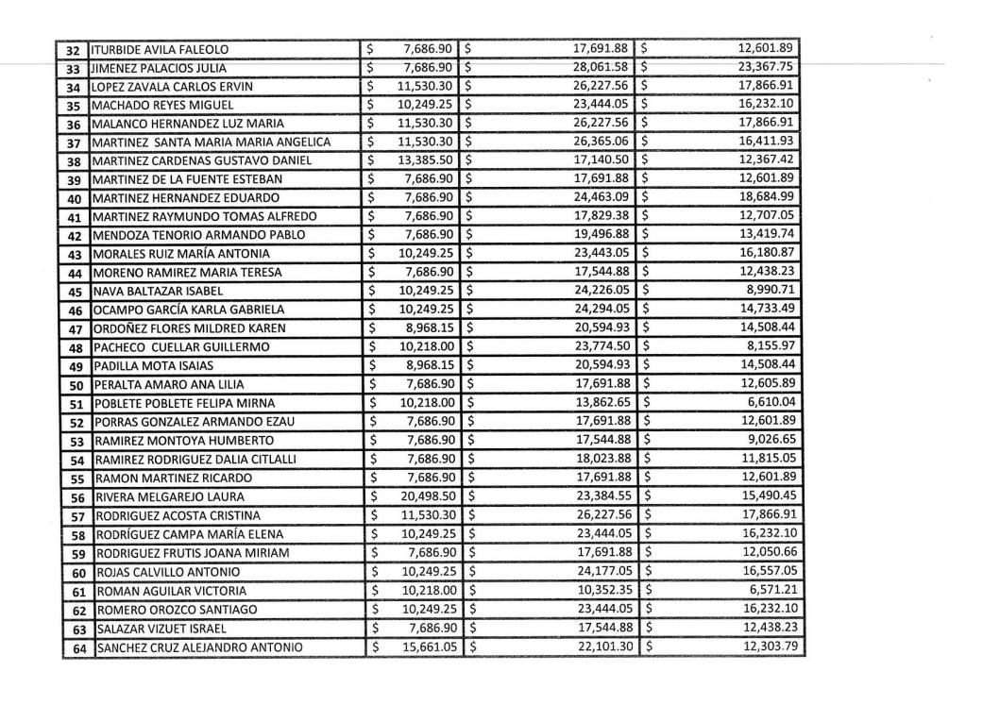 32 ITURBIDE AVILA FALEOLO $ 7,686.90 $ 17,691.88 $ 12,601.89
33 JIMENEZ PALACIOS JULIA $ 7,686.90 $ 28,061.58 $ 23,367.75
34 LOPEZ ZAVALA CARLOS ERVIN $ 11,530.30 $ 26,227.56 $ 17,866.91
35 MACHADO REYES MIGUEL $ 10,249.25 $ 23,444.05 $ 16,232.10
36 MALANCO HERNANDEZ LUZ MARIA $ 11,530.30 $ 26,227.56 $ 17,866.91
37 MARTINEZ SANTA MARIA MARIA ANGELICA $ 11,530.30 $ 26,365.06 $ 16,411.93
38 MARTINEZ CARDENAS GUSTAVO DANIEL $ 13,385.50 $ 17,140.50 $ 12,367.42
39 MARTINEZ DE LA FUENTE ESTEBAN $ 7,686.90 $ 17,691.88 $ 12,601.89
40 MARTINEZ HERNANDEZ EDUARDO $ 7,686.90 $ 24,463.09 $ 18,684.99
41 MARTINEZ RAYMUNDO TOMAS ALFREDO $ 7,686.90 $ 17,829.38 $ 12,707.05
42 MENDOZA TENORIO ARMANDO PABLO $ 7,686.90 $ 19,496.88 $ 13,419.74
43 MORALES RUIZ MARÍA ANTONIA $ 10,249.25 $ 23,443.05 $ 16,180.87
44 MORENO RAMIREZ MARIA TERESA $ 7,686.90 $ 17,544.88 $ 12,438.23
45 NAVA BALTAZAR ISABEL $ 10,249.25 $ 24,226.05 $ 8,990.71
46 OCAMPO GARCÍA KARLA GABRIELA $ 10,249.25 $ 24,294.05 $ 14,733.49
47 ORDOÑEZ FLORES MILDRED KAREN $ 8,968.15 $ 20,594.93 $ 14,508.44
48 PACHECO CUELLAR GUILLERMO $ 10,218.00 $ 23,774.50 $ 8,155.97
49 PADILLA MOTA ISAIAS $ 8,968.15 $ 20,594.93 $ 14,508.44
50 PERALTA AMARO ANA LILIA $ 7,686.90 $ 17,691.88 $ 12,605.89
51 POBLETE POBLETE FELIPA MIRNA $ 10,218.00 $ 13,862.65 $ 6,610.04
52 PORRAS GONZALEZ ARMANDO EZAU $ 7,686.90 $ 17,691.88 $ 12,601.89
53 RAMIREZ MONTOYA HUMBERTO $ 7,686.90 $ 17,544.88 $ 9,026.65
54 RAMIREZ RODRIGUEZ DALIA CITLALLI $ 7,686.90 $ 18,023.88 $ 11,815.05
55 RAMON MARTINEZ RICARDO $ 7,686.90 $ 17,691.88 $ 12,601.89
56 RIVERA MELGAREJO LAURA $ 20,498.50 $ 23,384.55 $ 15,490.45
57 RODRIGUEZ ACOSTA CRISTINA $ 11,530.30 $ 26,227.56 $ 17,866.91
58 RODRÍGUEZ CAMPA MARÍA ELENA $ 10,249.25 $ 23,444.05 $ 16,232.10
59 RODRIGUEZ FRUTIS JOANA MIRIAM $ 7,686.90 $ 17,691.88 $ 12,050.66
60 ROJAS CALVILLO ANTONIO $ 10,249.25 $ 24,177.05 $ 16,557.05
61 ROMAN AGUILAR VICTORIA $ 10,218.00 $ 10,352.35 $ 6,571.21
62 ROMERO OROZCO SANTIAGO $ 10,249.25 $ 23,444.05 $ 16,232.10
63 SALAZAR VIZUET ISRAEL $ 7,686.90 $ 17,544.88 $ 12,438.23
64 SANCHEZ CRUZ ALEJANDRO ANTONIO $ 15,661.05 $ 22,101.30 $ 12,303.79